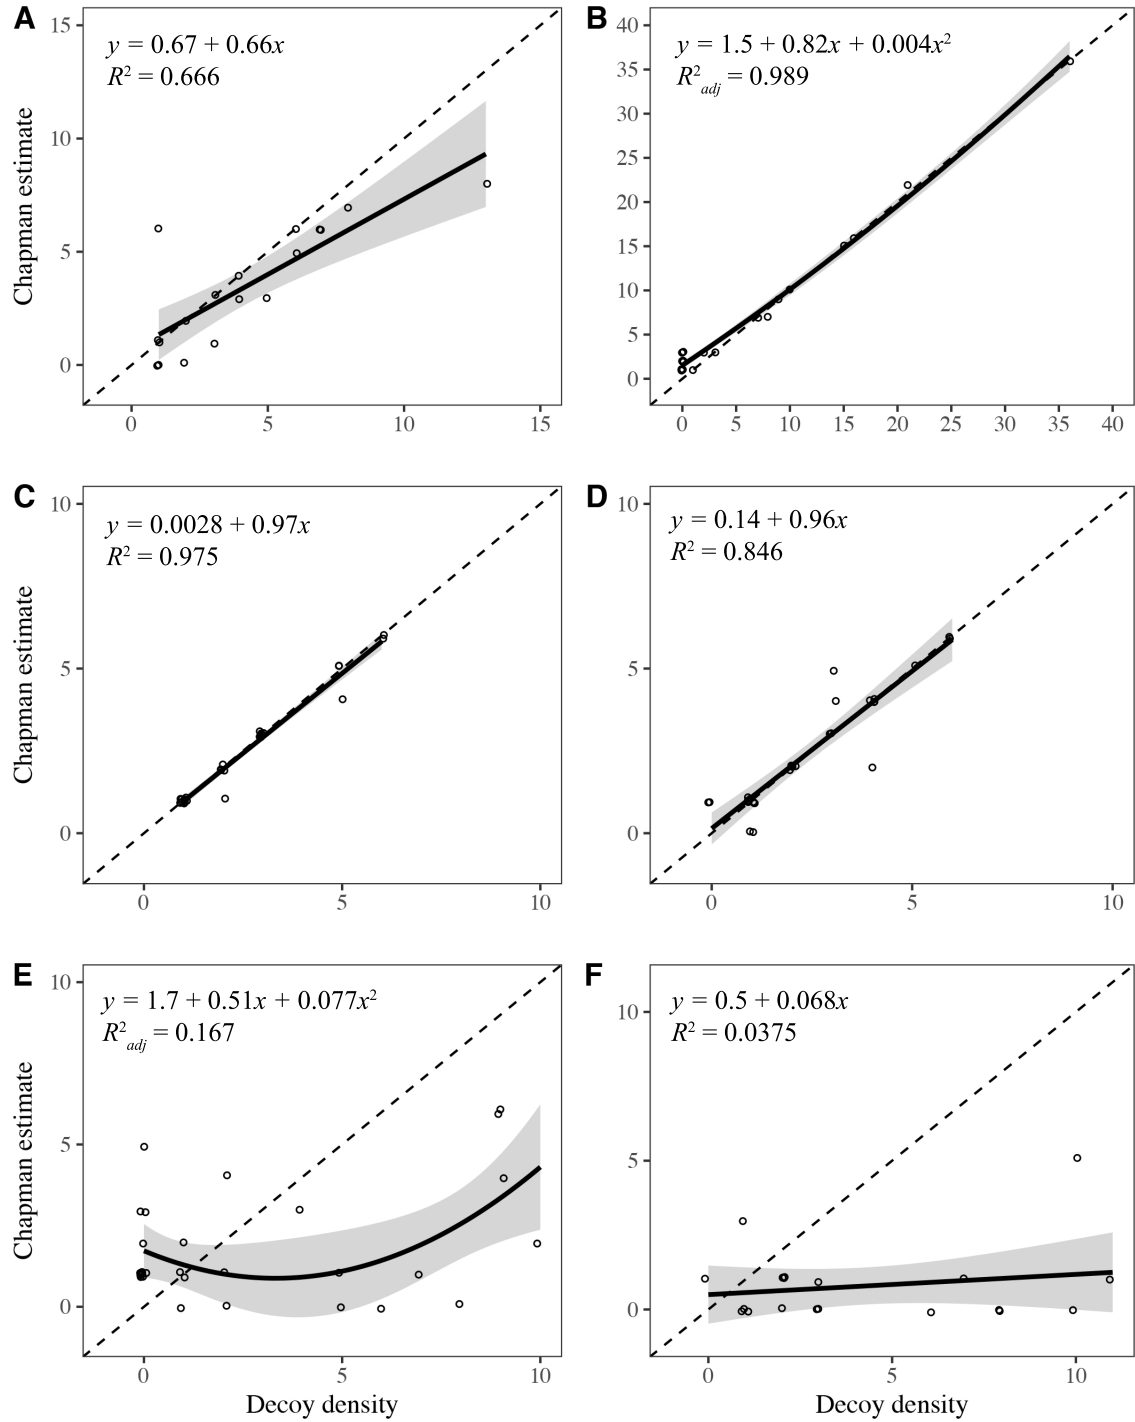 A
y = 0.67 + 0.66x
R² = 0.666
Chapman estimate
15
10
5
0
0 5 10 15
B
y = 1.5 + 0.82x + 0.004x²
R²adj = 0.989
40
35
30
25
20
15
10
5
0
0 5 10 15 20 25 30 35 40
C
y = 0.0028 + 0.97x
R² = 0.975
Chapman estimate
10
5
0
0 5 10
D
y = 0.14 + 0.96x
R² = 0.846
10
5
0
0 5 10
E
y = 1.7 + 0.51x + 0.077x²
R²adj = 0.167
Chapman estimate
10
5
0
0 5 10
Decoy density
F
y = 0.5 + 0.068x
R² = 0.0375
10
5
0
0 5 10
Decoy density